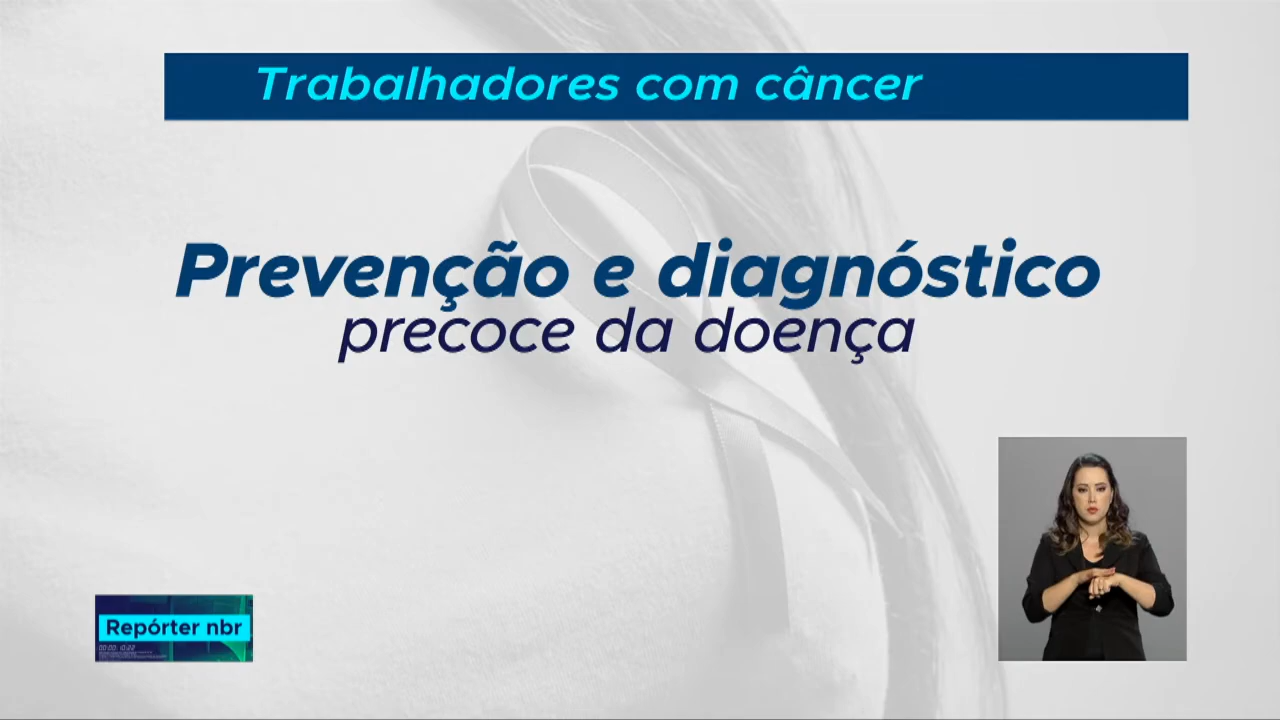 Trabalhadores com câncer
Prevenção e diagnóstico
precoce da doença
Repórter nbr